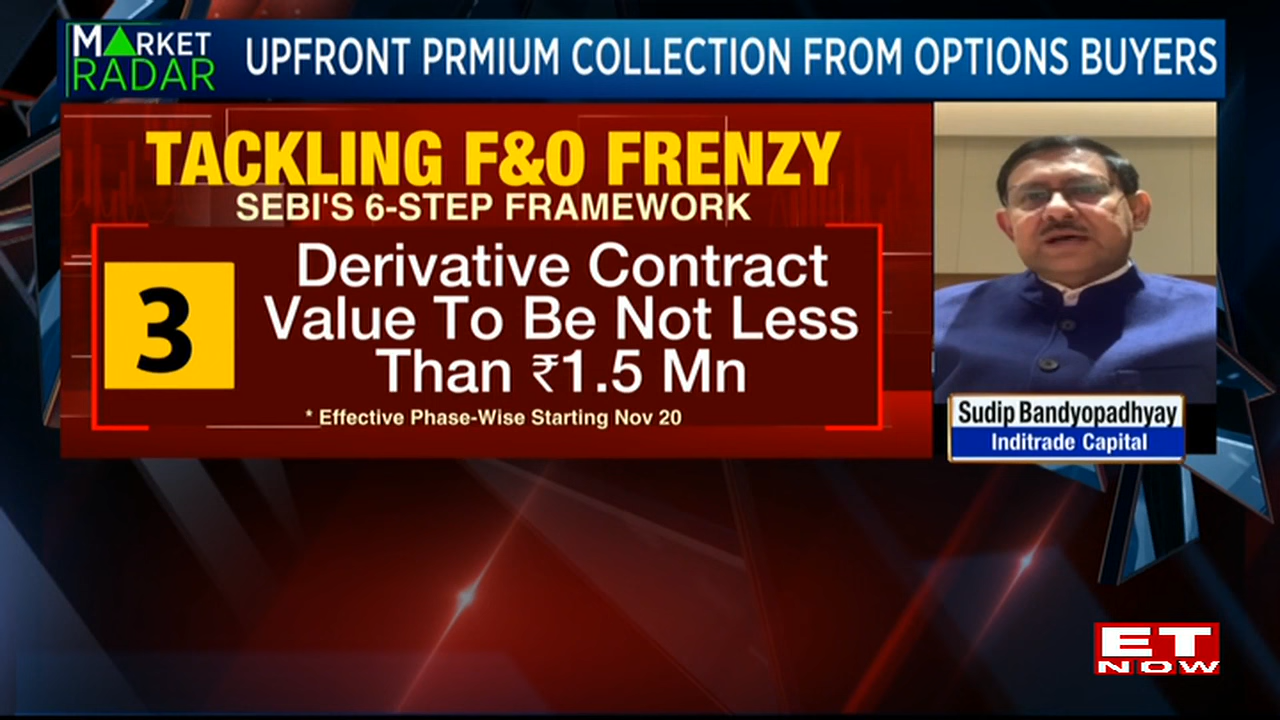 MARKET
RADAR
UPFRONT PRMIUM COLLECTION FROM OPTIONS BUYERS
TACKLING F&O FRENZY
SEBI'S 6-STEP FRAMEWORK
3
Derivative Contract
Value To Be Not Less
Than ₹1.5 Mn
* Effective Phase-Wise Starting Nov 20
Sudip Bandyopadhyay
Inditrade Capital
ET
NOW